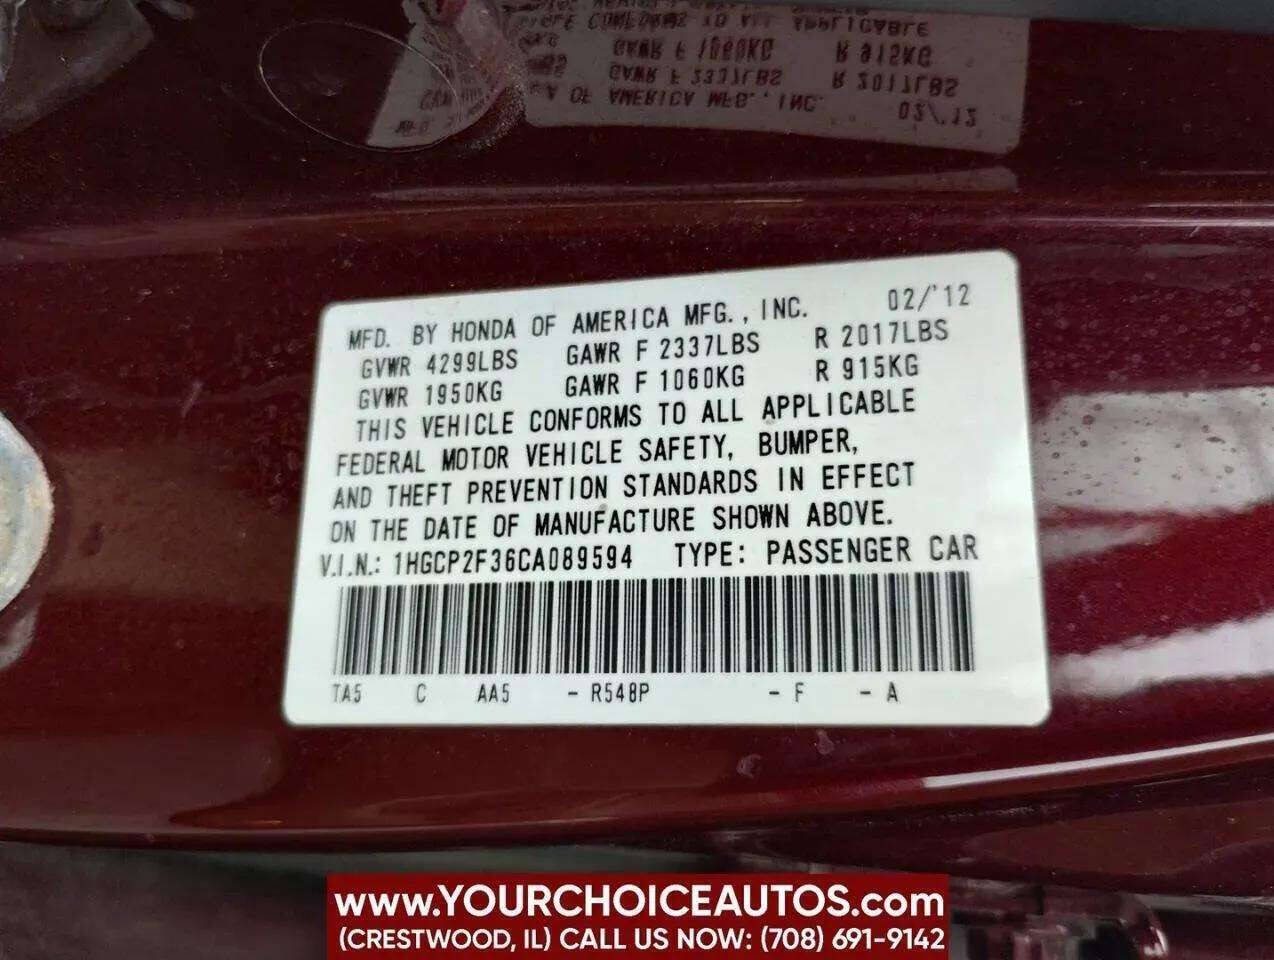 MFD. BY HONDA OF AMERICA MFG., INC. 02/'12
GVWR 4299LBS GAWR F 2337LBS R 2017LBS
GVWR 1950KG GAWR F 1060KG R 915KG
THIS VEHICLE CONFORMS TO ALL APPLICABLE
FEDERAL MOTOR VEHICLE SAFETY, BUMPER,
AND THEFT PREVENTION STANDARDS IN EFFECT
ON THE DATE OF MANUFACTURE SHOWN ABOVE.
V.I.N.: 1HGCP2F36CA089594 TYPE: PASSENGER CAR
TA5 C AA5 - R548P - F - A
www.YOURCHOICEAUTOS.com
(CRESTWOOD, IL) CALL US NOW: (708) 691-9142